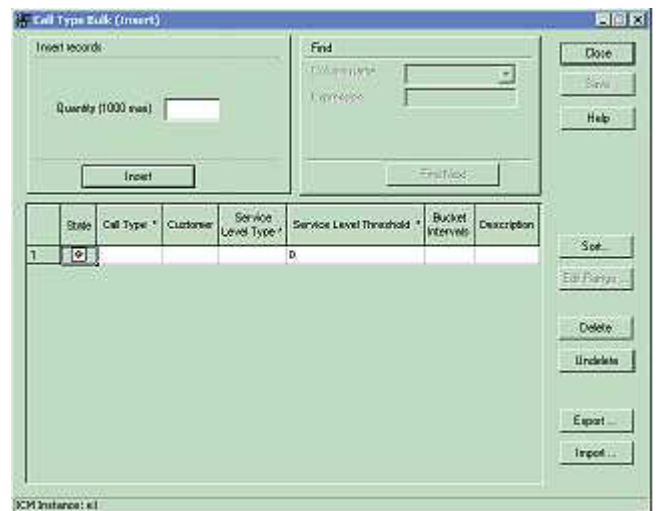 Call Type Bulk (Insert)
Insert records
Quantity (1000 max)
Insert
Find
Column name
Expression
Find Next
Close
Save
Help
State
Call Type *
Customer
Service Level Type *
Service Level Threshold *
Bucket Intervals
Description
1
0
Sort...
Edit Range ...
Delete
Undelete
Export ...
Import ...
ICM Instance: e1